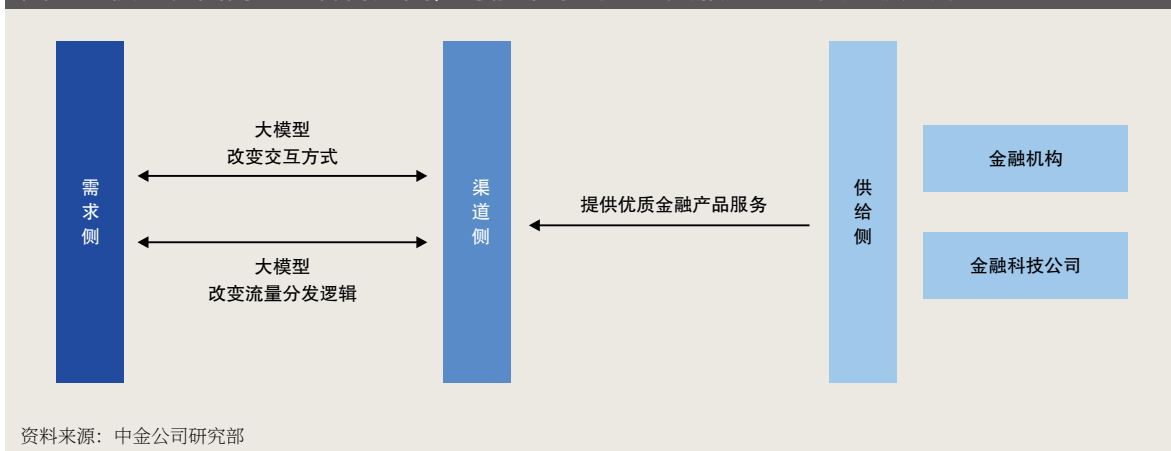 大模型
改变交互方式
需求侧
渠道侧
供给侧
提供优质金融产品服务
大模型
改变流量分发逻辑
金融机构
金融科技公司
资料来源：中金公司研究部